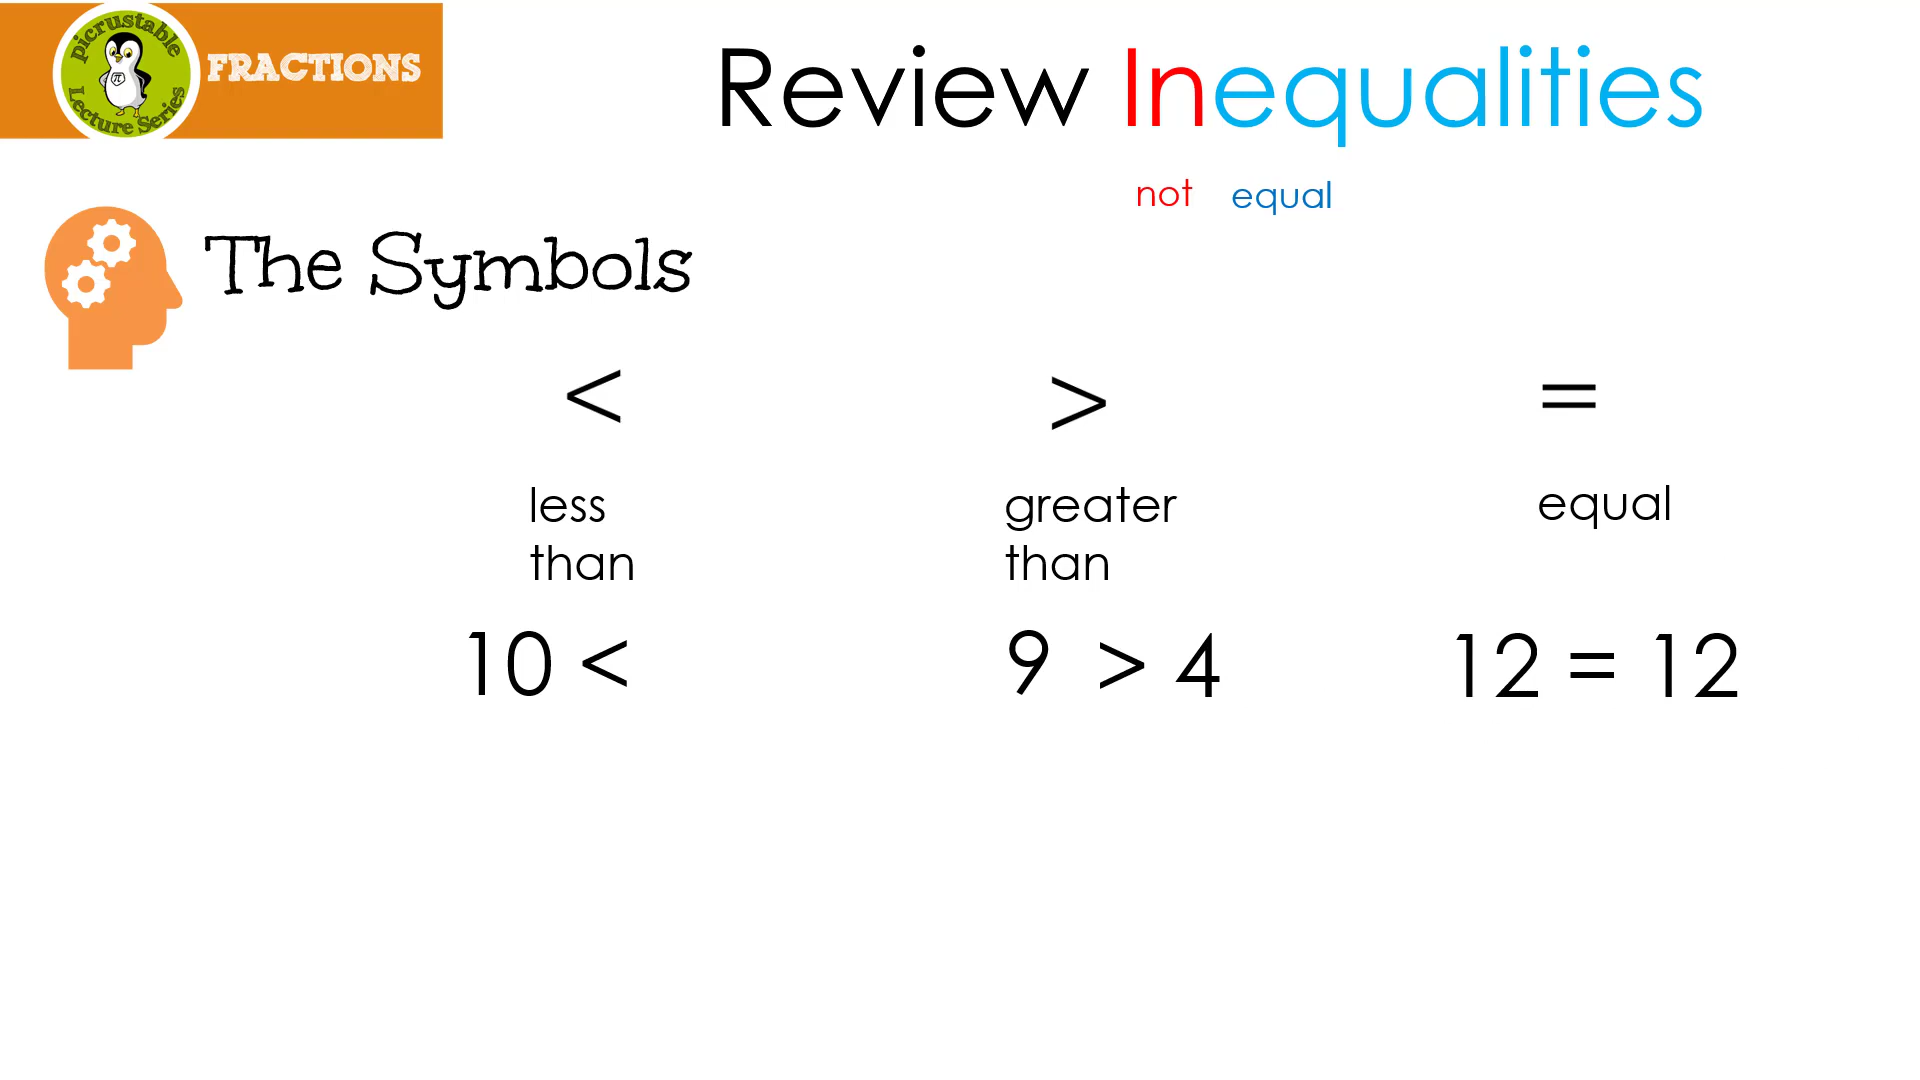 picrustable
Lecture Series
π
FRACTIONS
Review Inequalities
not equal
The Symbols
< > =
less than
greater than
equal
10 <
9 > 4
12 = 12